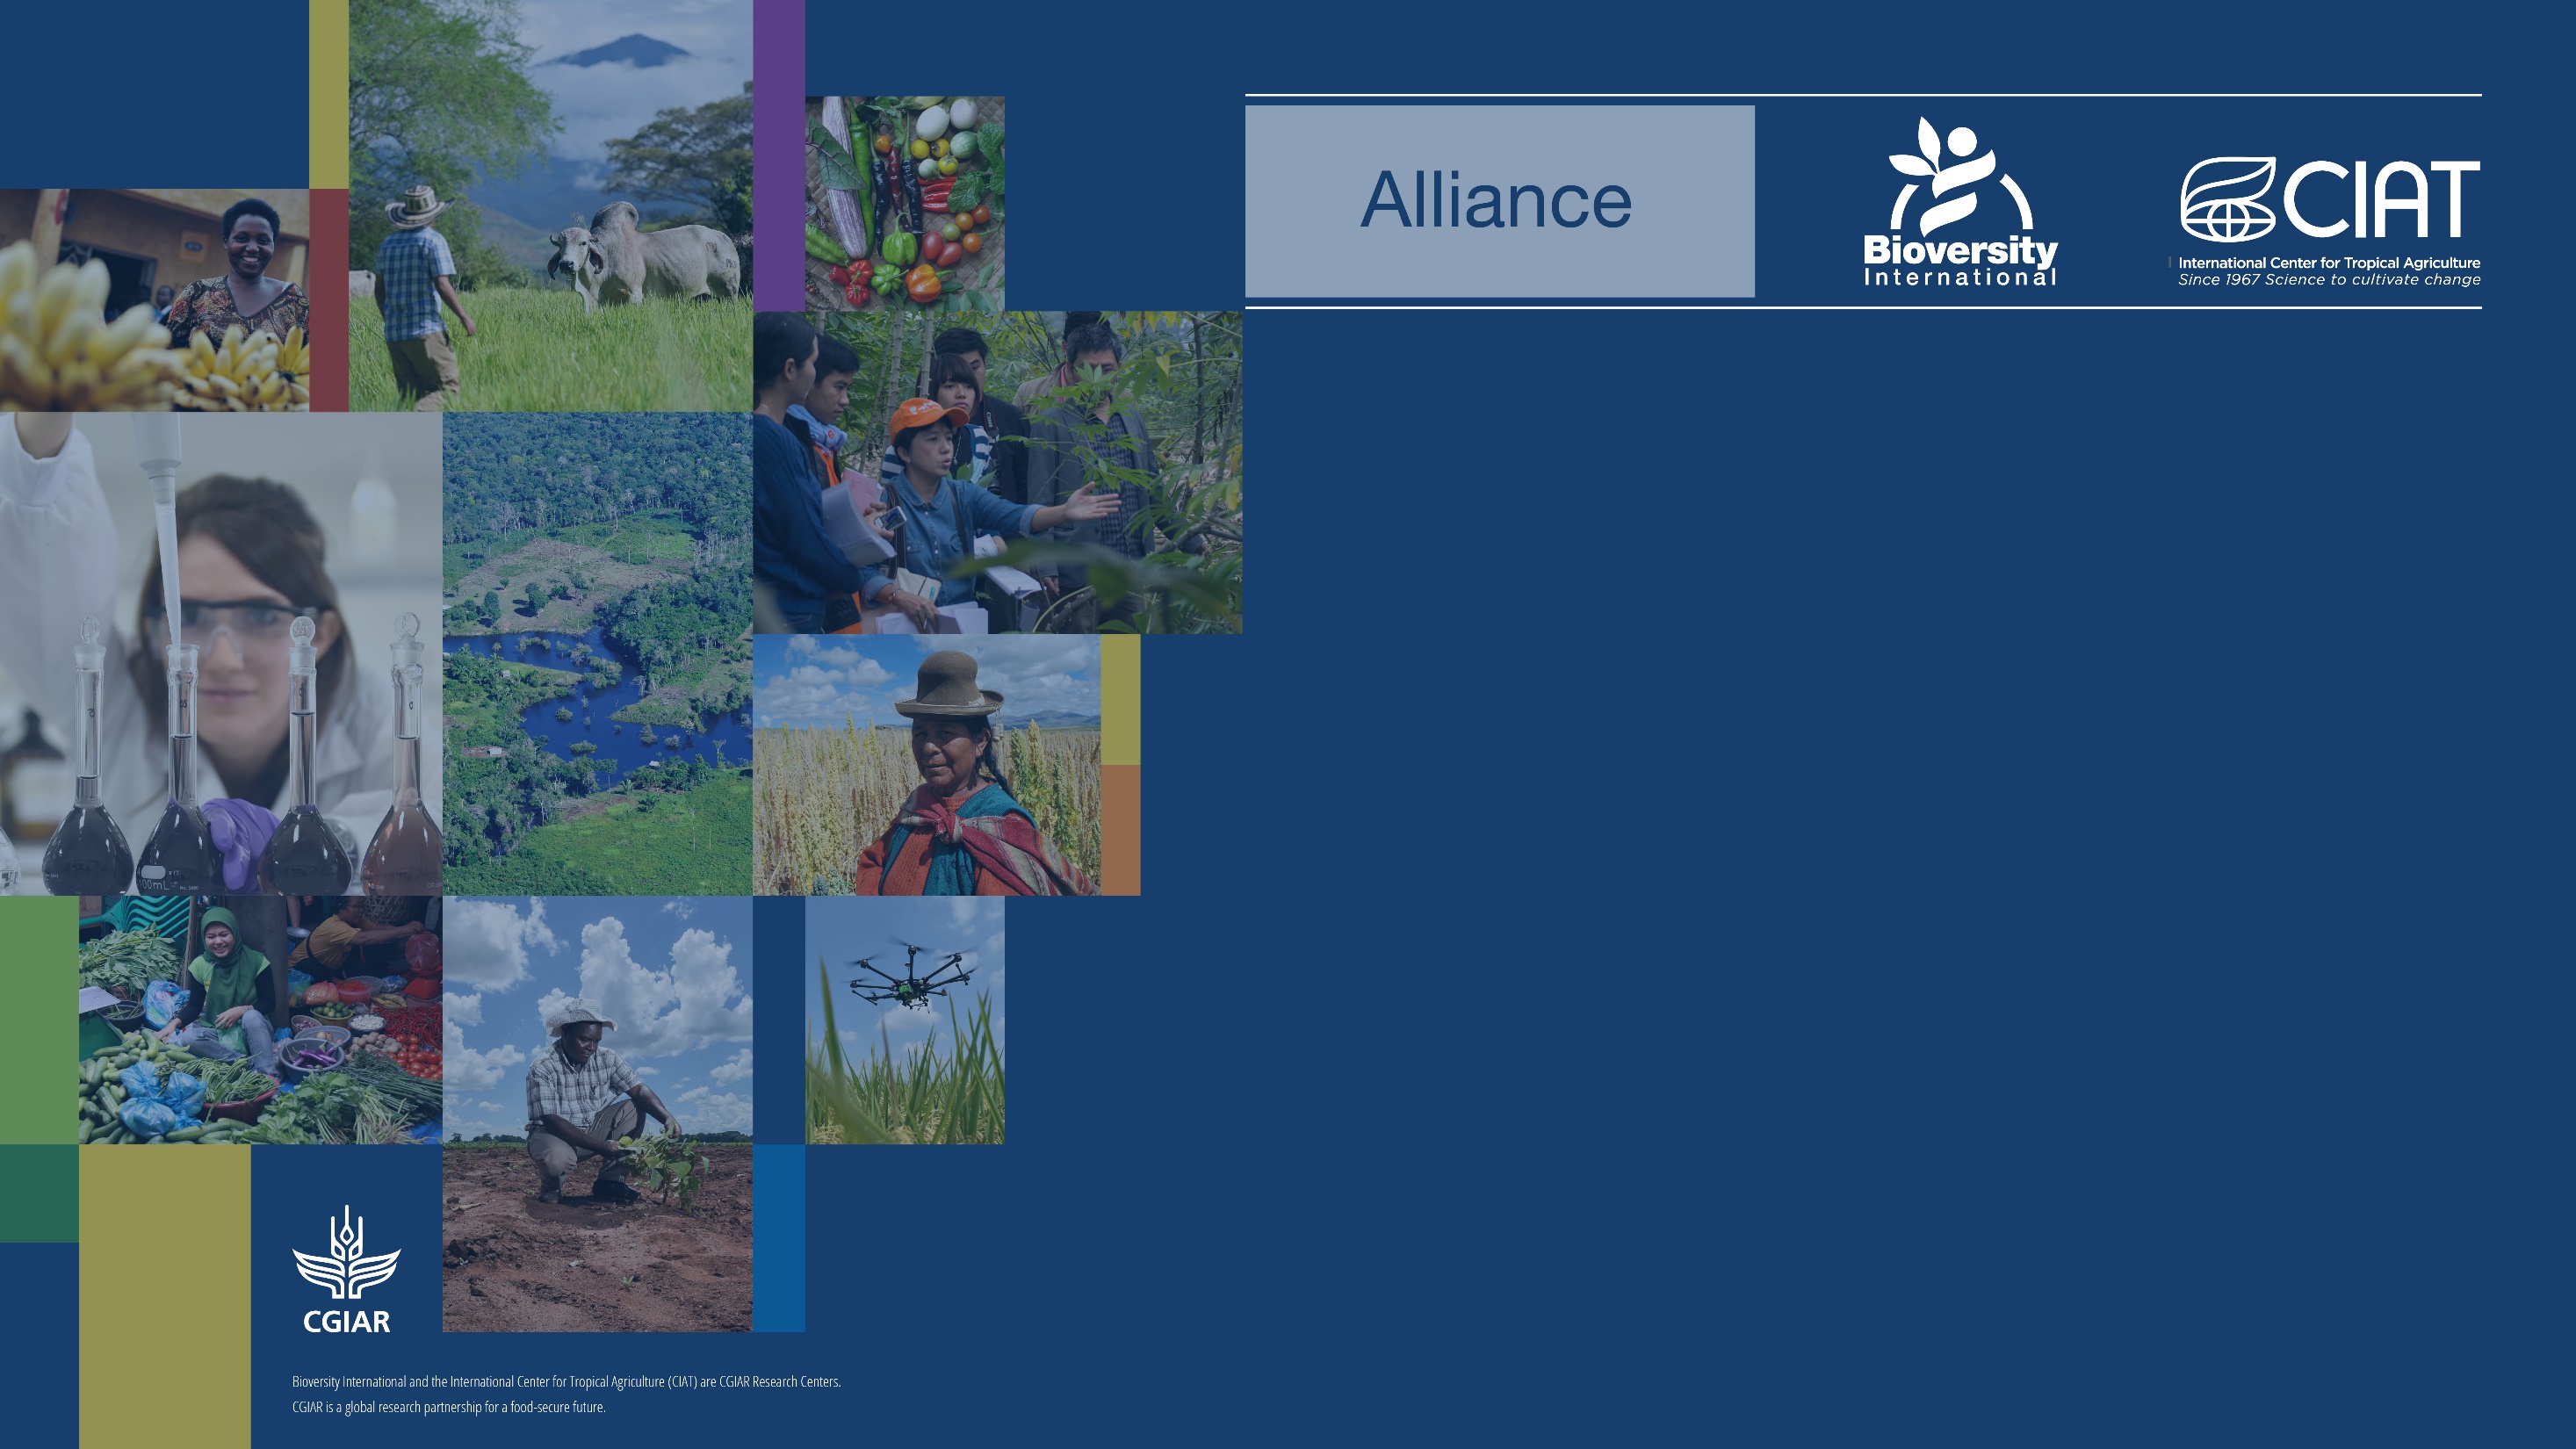 Alliance
Bioversity
International
CIAT
International Center for Tropical Agriculture
Since 1967 Science to cultivate change
CGIAR
Bioversity International and the International Center for Tropical Agriculture (CIAT) are CGIAR Research Centers.
CGIAR is a global research partnership for a food-secure future.